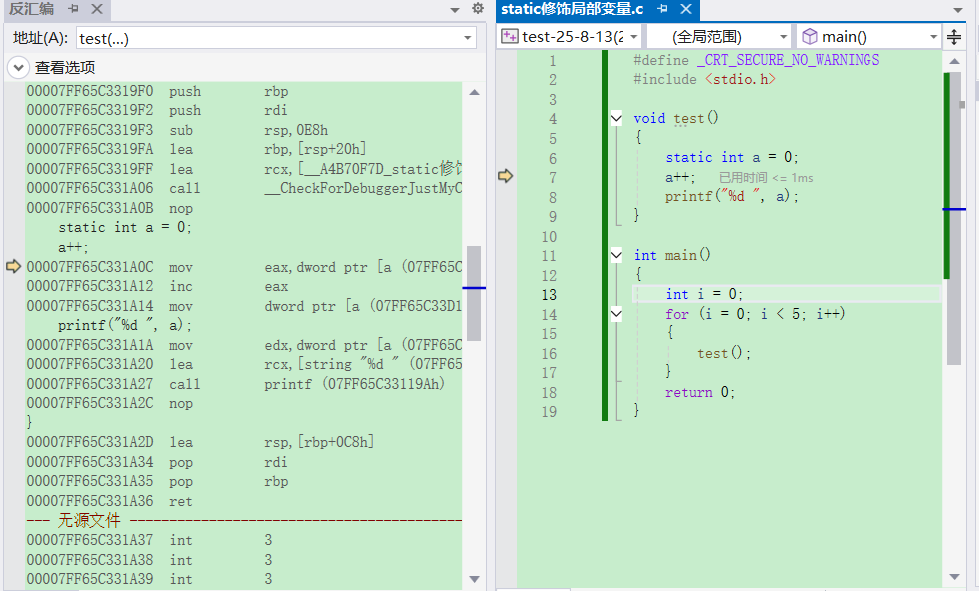 反汇编
地址(A): test(...)
查看选项
00007FF65C3319F0 push rbp
00007FF65C3319F2 push rdi
00007FF65C3319F3 sub rsp,0E8h
00007FF65C3319FA lea rbp,[rsp+20h]
00007FF65C3319FF lea rcx,[__A4B70F7D_static修饰
00007FF65C331A06 call __CheckForDebuggerJustMyC
00007FF65C331A0B nop
static int a = 0;
a++;
00007FF65C331A0C mov eax,dword ptr [a (07FF65C
00007FF65C331A12 inc eax
00007FF65C331A14 mov dword ptr [a (07FF65C33D1
printf("%d ", a);
00007FF65C331A1A mov edx,dword ptr [a (07FF65C
00007FF65C331A20 lea rcx,[string "%d " (07FF65
00007FF65C331A27 call printf (07FF65C33119Ah)
00007FF65C331A2C nop
}
00007FF65C331A2D lea rsp,[rbp+0C8h]
00007FF65C331A34 pop rdi
00007FF65C331A35 pop rbp
00007FF65C331A36 ret
--- 无源文件 ------------------------------------------
00007FF65C331A37 int 3
00007FF65C331A38 int 3
00007FF65C331A39 int 3
static修饰局部变量.c
test-25-8-13(2 (全局范围) main()
1 #define _CRT_SECURE_NO_WARNINGS
2 #include <stdio.h>
3
4 void test()
5 {
6 static int a = 0;
7 a++; 已用时间 <= 1ms
8 printf("%d ", a);
9 }
10
11 int main()
12 {
13 int i = 0;
14 for (i = 0; i < 5; i++)
15 {
16 test();
17 }
18 return 0;
19 }